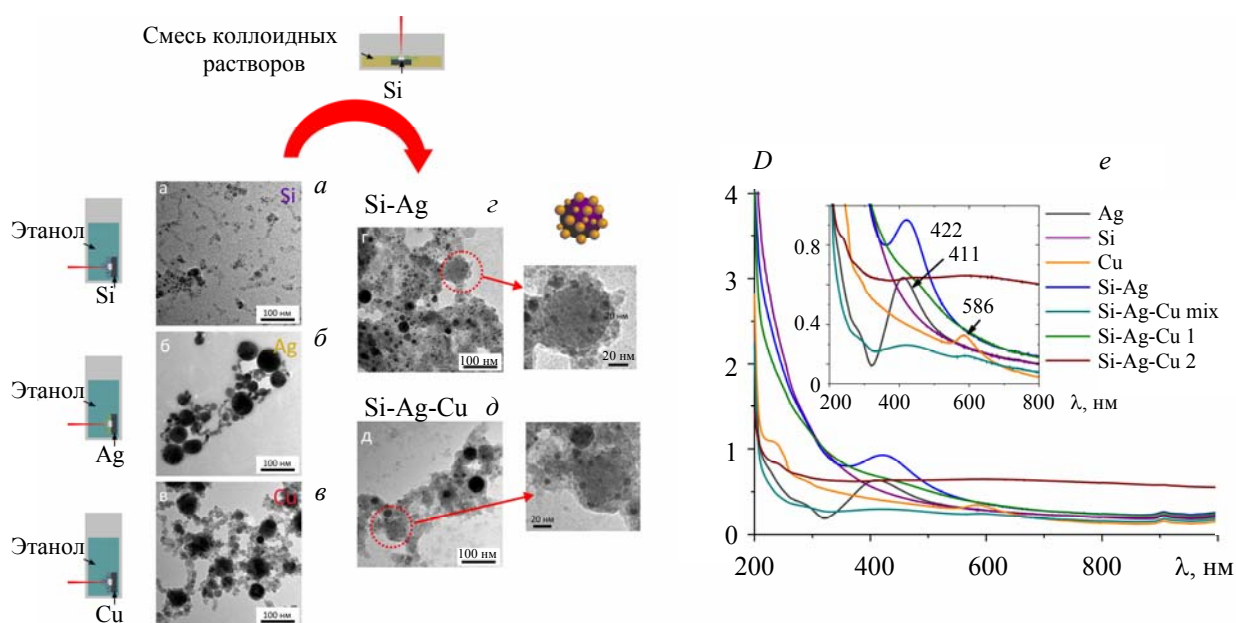 Смесь коллоидных
растворов
Si
Этанол
Si
а
Si
100 нм
а
Этанол
Ag
б
Ag
100 нм
б
Этанол
Cu
в
Cu
100 нм
в
Si-Ag
г
г
100 нм
20 нм
20 нм
Si-Ag-Cu
д
д
100 нм
20 нм
D
е
4
3
2
1
0
200
400
600
800
λ, нм
0.8
0.4
0
200
400
600
800
λ, нм
422
411
586
Ag
Si
Cu
Si-Ag
Si-Ag-Cu mix
Si-Ag-Cu 1
Si-Ag-Cu 2